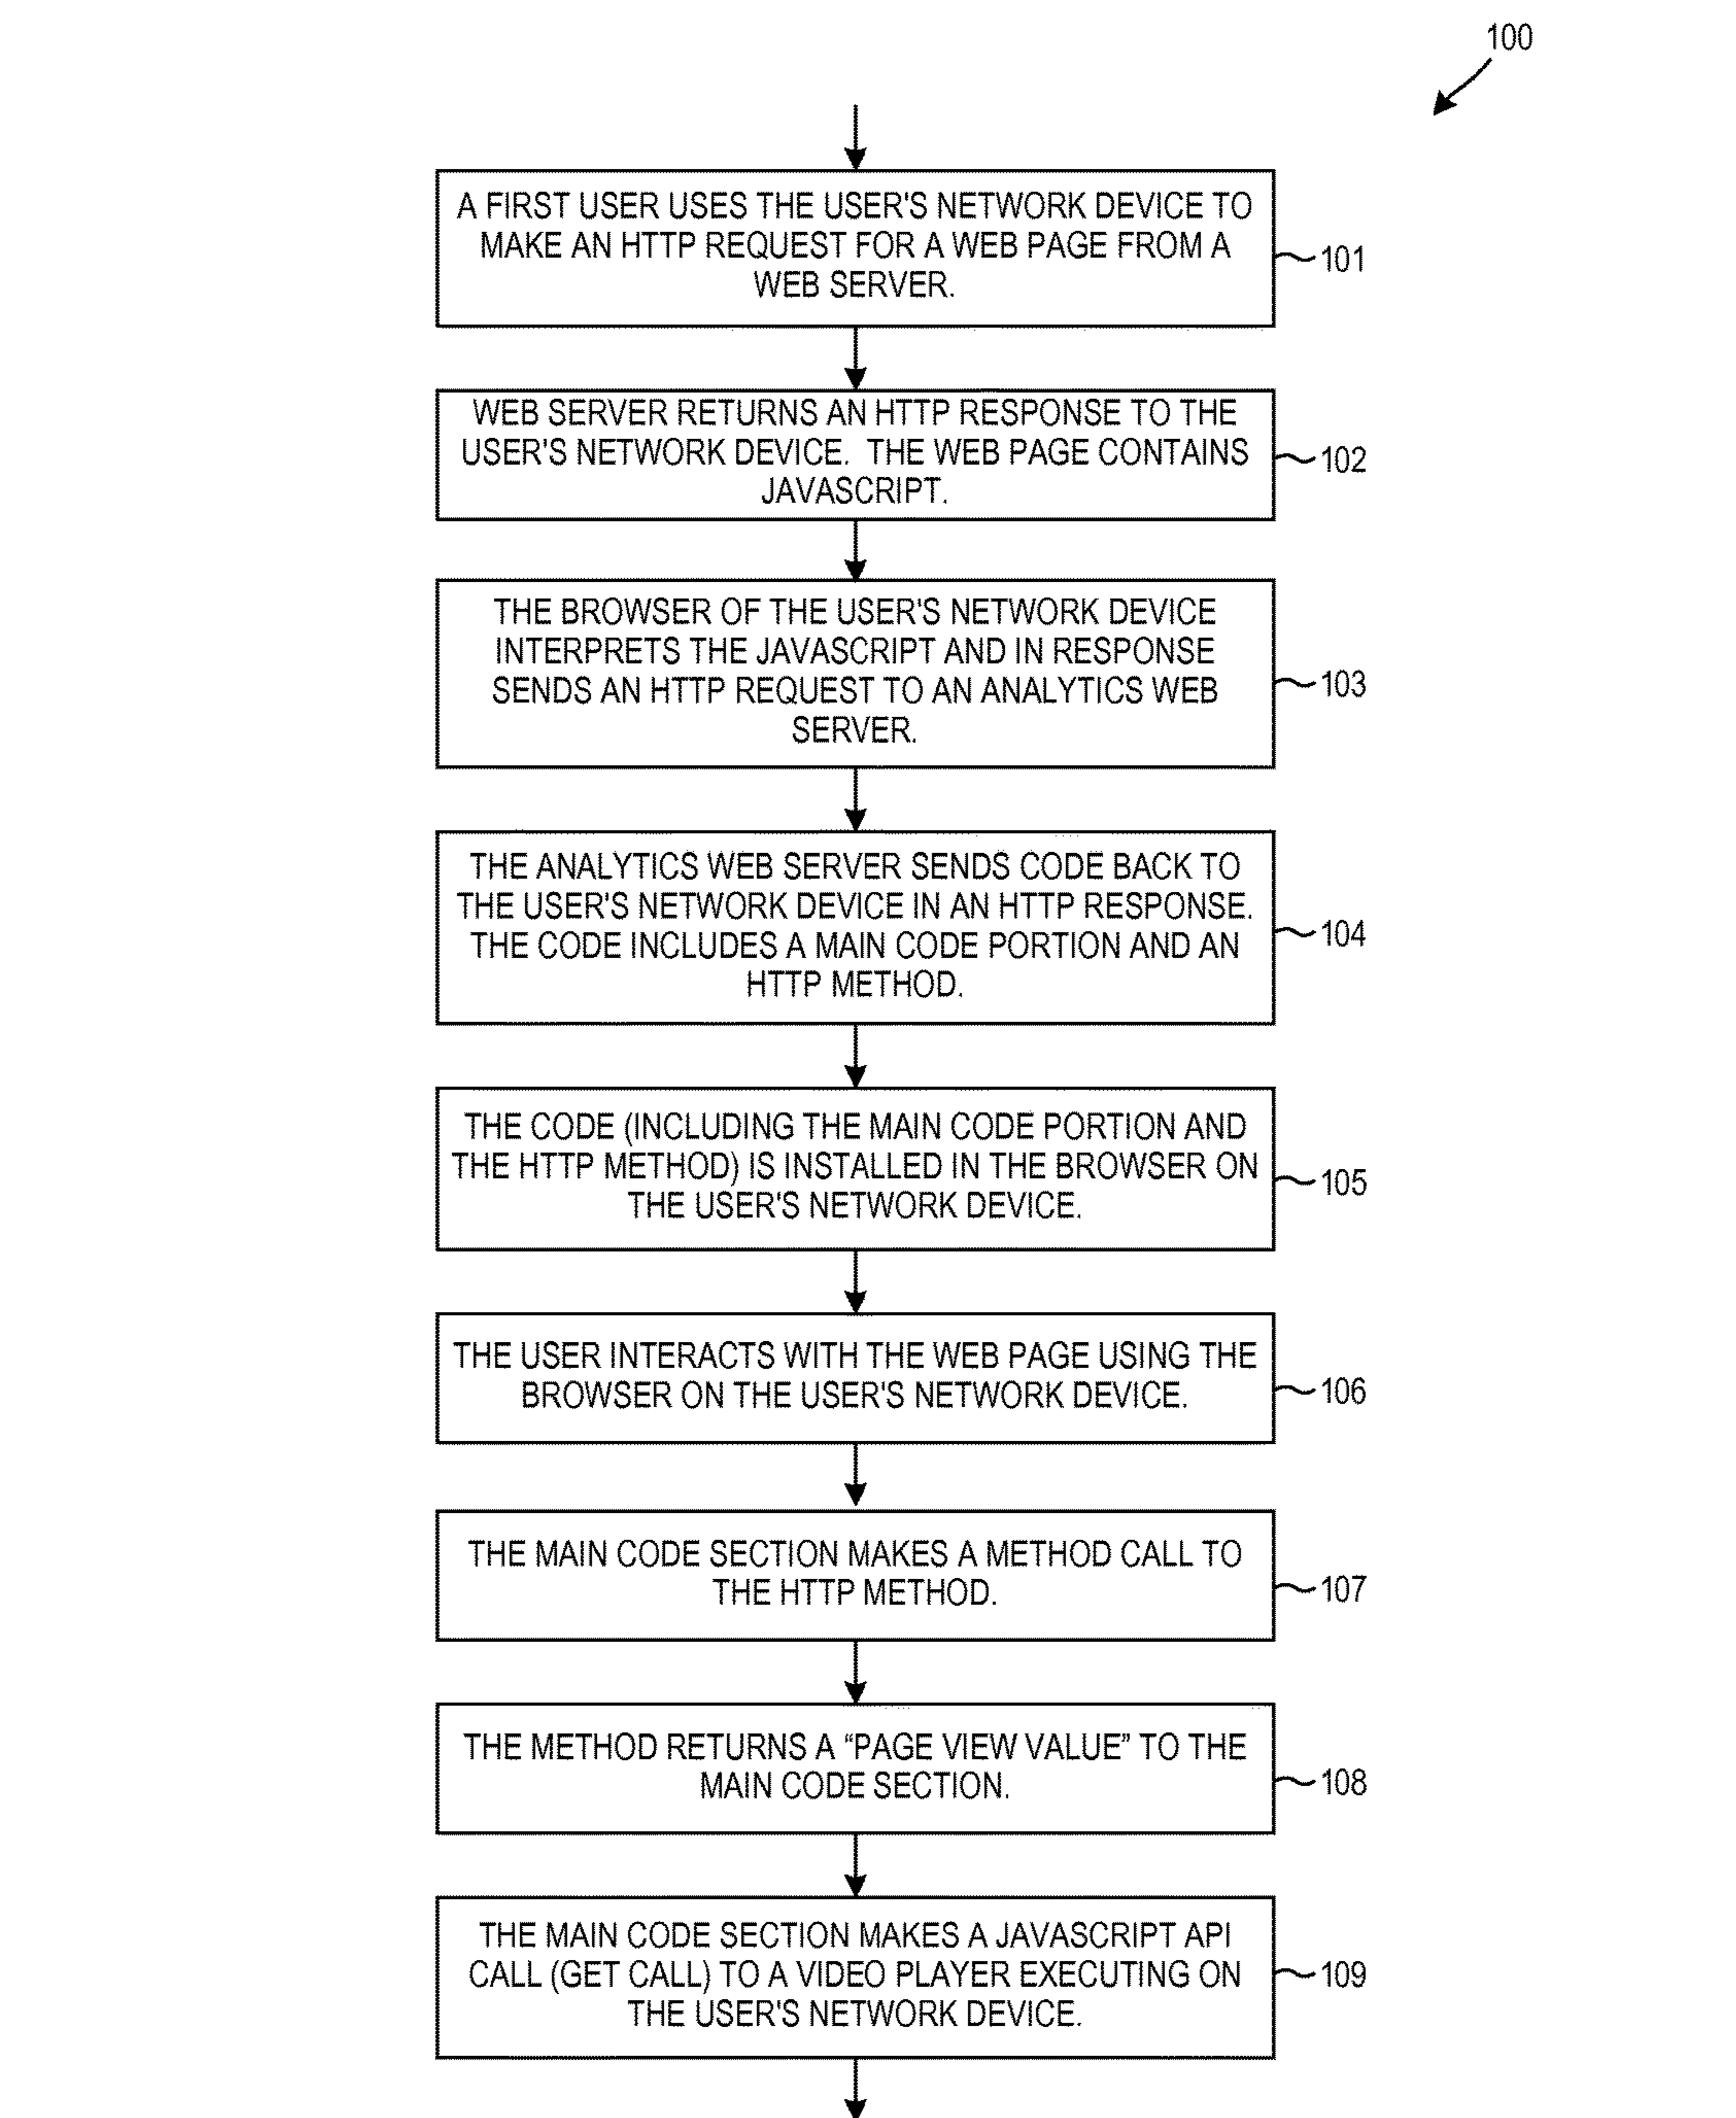 100
A FIRST USER USES THE USER'S NETWORK DEVICE TO
MAKE AN HTTP REQUEST FOR A WEB PAGE FROM A
WEB SERVER.
101
WEB SERVER RETURNS AN HTTP RESPONSE TO THE
USER'S NETWORK DEVICE. THE WEB PAGE CONTAINS
JAVASCRIPT.
102
THE BROWSER OF THE USER'S NETWORK DEVICE
INTERPRETS THE JAVASCRIPT AND IN RESPONSE
SENDS AN HTTP REQUEST TO AN ANALYTICS WEB
SERVER.
103
THE ANALYTICS WEB SERVER SENDS CODE BACK TO
THE USER'S NETWORK DEVICE IN AN HTTP RESPONSE.
THE CODE INCLUDES A MAIN CODE PORTION AND AN
HTTP METHOD.
104
THE CODE (INCLUDING THE MAIN CODE PORTION AND
THE HTTP METHOD) IS INSTALLED IN THE BROWSER ON
THE USER'S NETWORK DEVICE.
105
THE USER INTERACTS WITH THE WEB PAGE USING THE
BROWSER ON THE USER'S NETWORK DEVICE.
106
THE MAIN CODE SECTION MAKES A METHOD CALL TO
THE HTTP METHOD.
107
THE METHOD RETURNS A “PAGE VIEW VALUE” TO THE
MAIN CODE SECTION.
108
THE MAIN CODE SECTION MAKES A JAVASCRIPT API
CALL (GET CALL) TO A VIDEO PLAYER EXECUTING ON
THE USER'S NETWORK DEVICE.
109